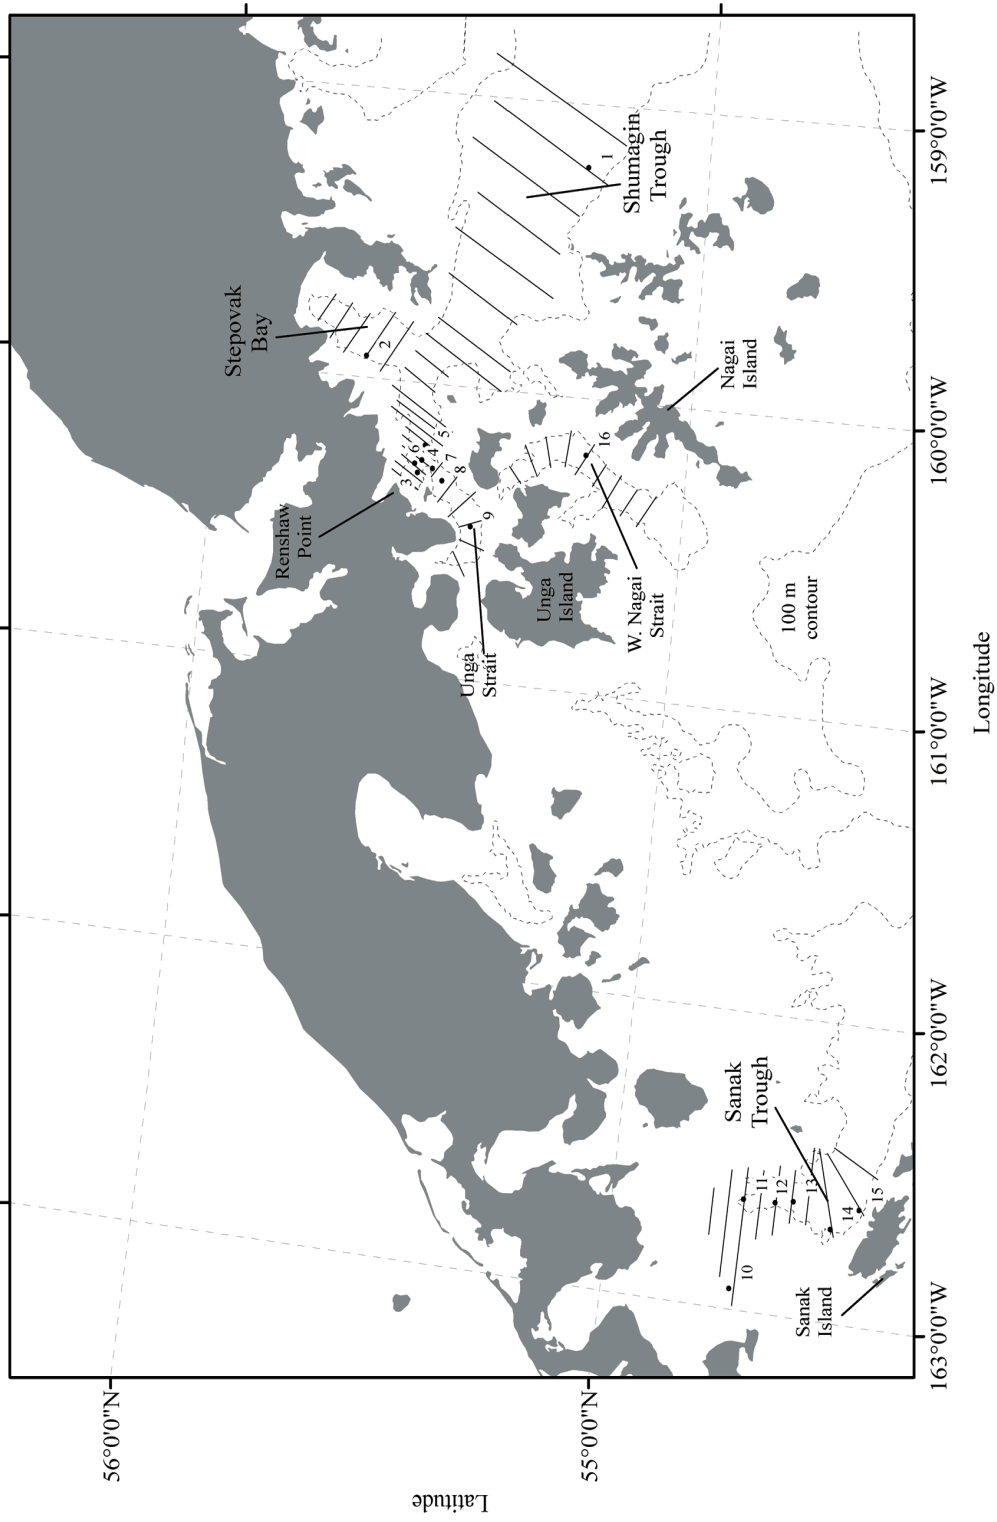 56°0'0"N
55°0'0"N
Latitude
163°0'0"W
162°0'0"W
161°0'0"W
160°0'0"W
159°0'0"W
Longitude
Renshaw
Point
Stepovak
Bay
Shumagin
Trough
Nagai
Island
Unga
Strait
Unga
Island
W. Nagai
Strait
100 m
contour
Sanak
Trough
Sanak
Island
1
2
3
4
5
6
7
8
9
10
11
12
13
14
15
16